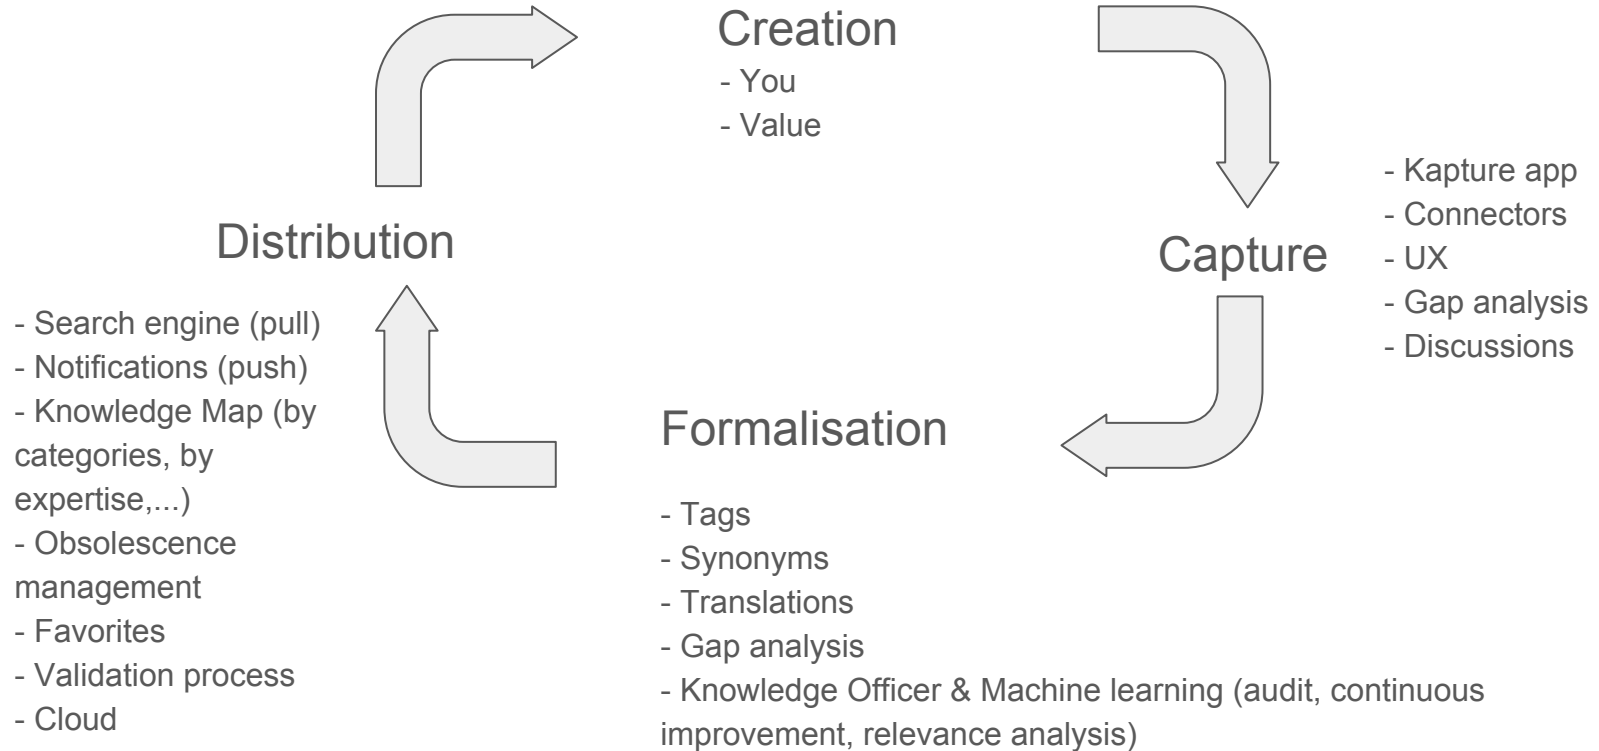 Creation
- You
- Value
Capture
- Kapture app
- Connectors
- UX
- Gap analysis
- Discussions
Formalisation
- Tags
- Synonyms
- Translations
- Gap analysis
- Knowledge Officer & Machine learning (audit, continuous
improvement, relevance analysis)
Distribution
- Search engine (pull)
- Notifications (push)
- Knowledge Map (by
categories, by
expertise,...)
- Obsolescence
management
- Favorites
- Validation process
- Cloud